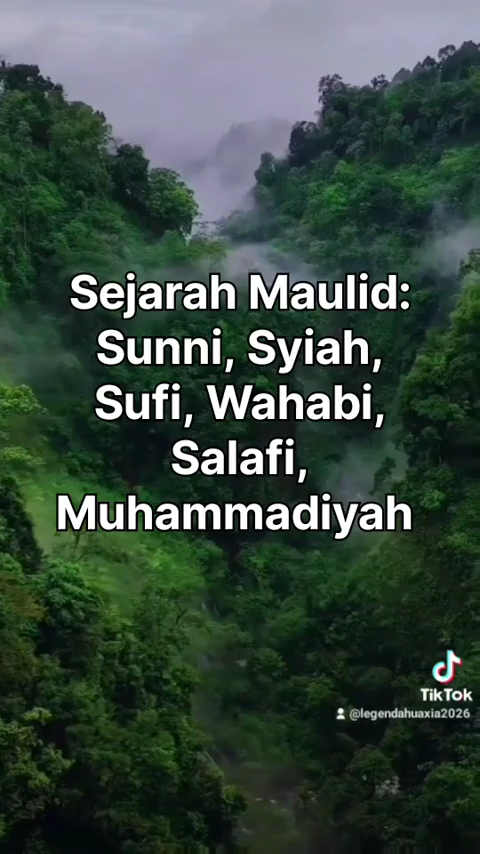 Sejarah Maulid:
Sunni, Syiah,
Sufi, Wahabi,
Salafi,
Muhammadiyah
TikTok
@legendahuaxia2026